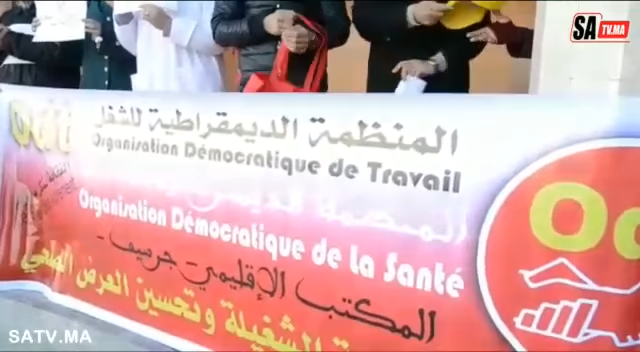 SA TV.MA
المنظمة الديمقراطية للشغل
Organisation Démocratique de Travail
Organisation Démocratique de La Santé
المكتب الإقليمي - جرسيف -
الشغيلة وتحسين العرض الصحي
SATV.MA